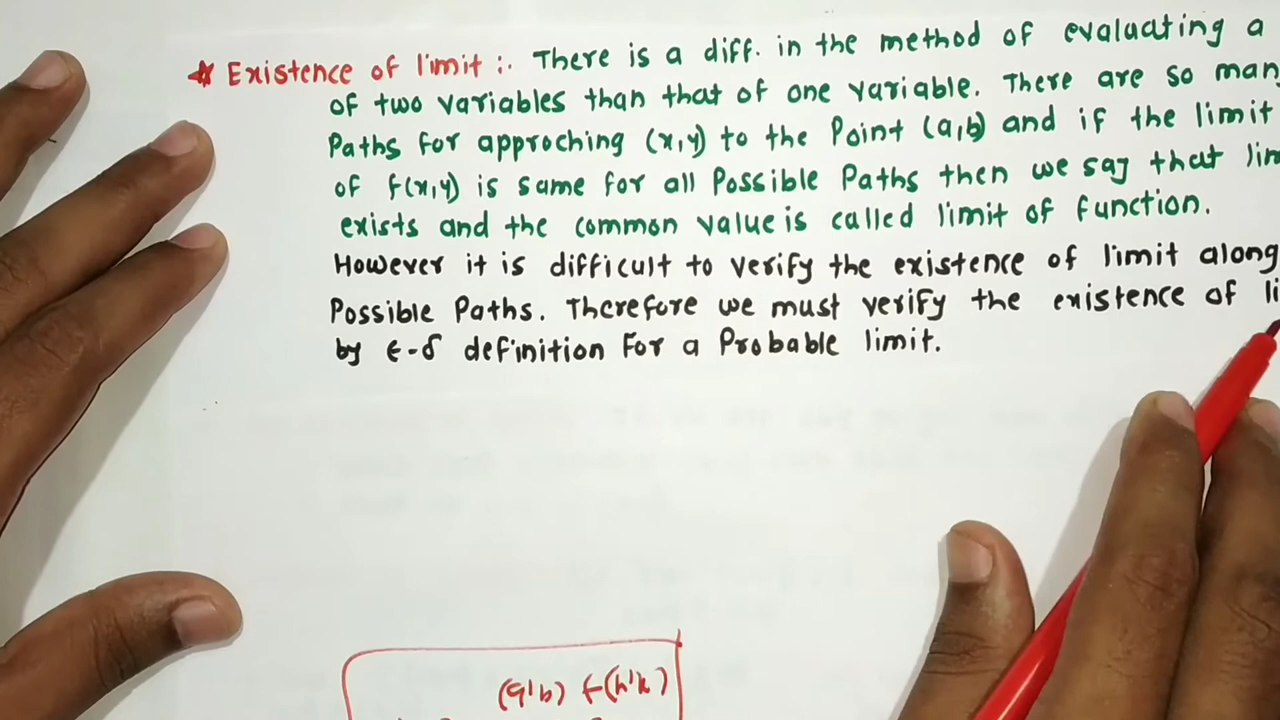 * Existence of limit :. There is a diff. in the method of evaluating a
of two variables than that of one variable. There are so man
Paths for approching (x,y) to the Point (a,b) and if the limit
of f(x,y) is same for all Possible Paths then we say that lim
exists and the common value is called limit of function.
However it is difficult to verify the existence of limit along
Possible Paths. Therefore we must verify the existence of li
by ϵ-δ definition for a Probable limit.